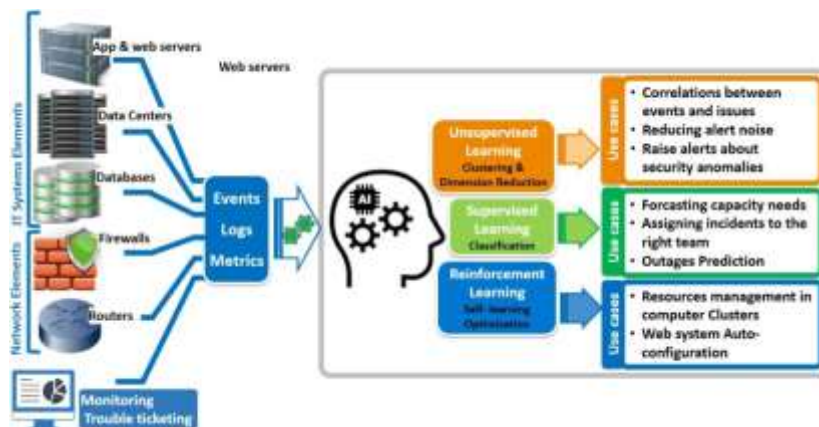 IT Systems Elements
App & web servers
Data Centers
Databases
Network Elements
Firewalls
Routers
Monitoring
Trouble ticketing
Events
Logs
Metrics
Web servers
AI
Unsupervised
Learning
Clustering &
Dimension Reduction
Supervised
Learning
Classification
Reinforcement
Learning
Self-learning
Optimization
Use cases
• Correlations between
events and issues
• Reducing alert noise
• Raise alerts about
security anomalies
Use cases
• Forcasting capacity needs
• Assigning incidents to the
right team
• Outages Prediction
Use cases
• Resources management in
computer Clusters
• Web system Auto-
configuration